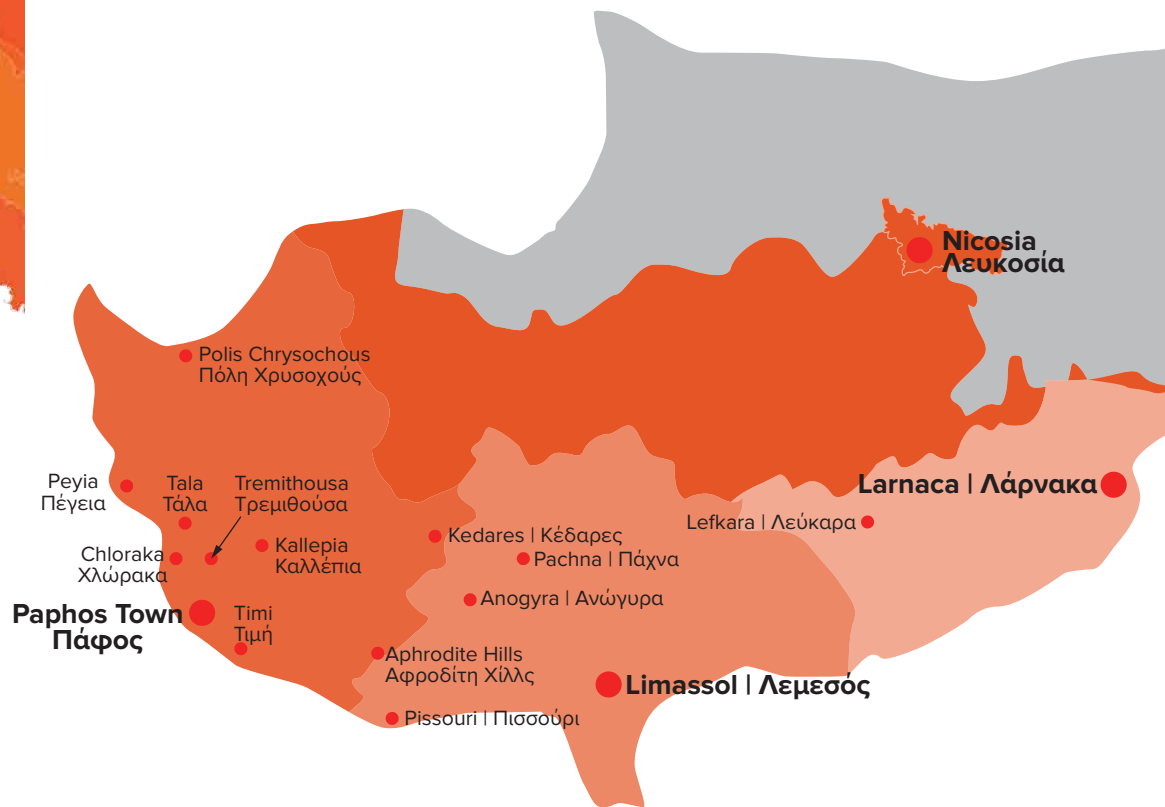 Nicosia
Λευκοσία
Polis Chrysochous
Πόλη Χρυσοχούς
Peyia
Πέγεια
Tala
Τάλα
Tremithousa
Τρεμιθούσα
Larnaca | Λάρνακα
Lefkara | Λεύκαρα
Kedares | Κέδαρες
Kallepia
Καλλέπια
Chloraka
Χλώρακα
Pachna | Πάχνα
Anogyra | Ανώγυρα
Paphos Town
Πάφος
Timi
Τιμή
Aphrodite Hills
Αφροδίτη Χίλλς
Limassol | Λεμεσός
Pissouri | Πισσούρι